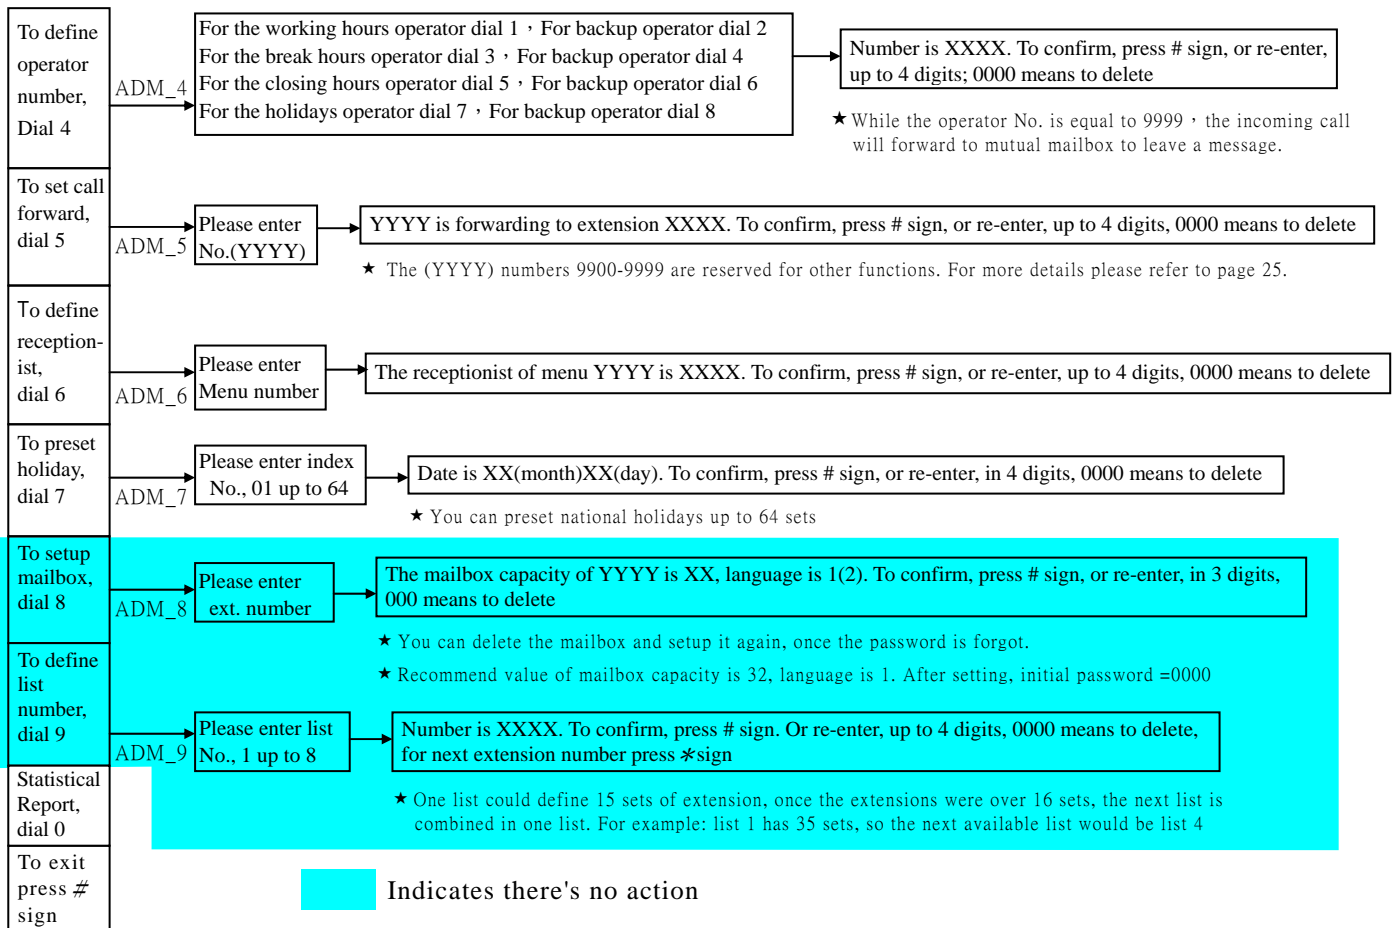 To define
operator
number,
Dial 4
ADM_4
For the working hours operator dial 1，For backup operator dial 2
For the break hours operator dial 3，For backup operator dial 4
For the closing hours operator dial 5，For backup operator dial 6
For the holidays operator dial 7，For backup operator dial 8
Number is XXXX. To confirm, press # sign, or re-enter,
up to 4 digits; 0000 means to delete
★ While the operator No. is equal to 9999，the incoming call
will forward to mutual mailbox to leave a message.
To set call
forward,
dial 5
ADM_5
Please enter
No.(YYYY)
YYYY is forwarding to extension XXXX. To confirm, press # sign, or re-enter, up to 4 digits, 0000 means to delete
★ The (YYYY) numbers 9900-9999 are reserved for other functions. For more details please refer to page 25.
To define
reception-
ist,
dial 6
ADM_6
Please enter
Menu number
The receptionist of menu YYYY is XXXX. To confirm, press # sign, or re-enter, up to 4 digits, 0000 means to delete
To preset
holiday,
dial 7
ADM_7
Please enter index
No., 01 up to 64
Date is XX(month)XX(day). To confirm, press # sign, or re-enter, in 4 digits, 0000 means to delete
★ You can preset national holidays up to 64 sets
To setup
mailbox,
dial 8
ADM_8
Please enter
ext. number
The mailbox capacity of YYYY is XX, language is 1(2). To confirm, press # sign, or re-enter, in 3 digits,
000 means to delete
★ You can delete the mailbox and setup it again, once the password is forgot.
★ Recommend value of mailbox capacity is 32, language is 1. After setting, initial password =0000
To define
list
number,
dial 9
ADM_9
Please enter list
No., 1 up to 8
Number is XXXX. To confirm, press # sign. Or re-enter, up to 4 digits, 0000 means to delete,
for next extension number press ＊sign
★ One list could define 15 sets of extension, once the extensions were over 16 sets, the next list is
combined in one list. For example: list 1 has 35 sets, so the next available list would be list 4
Statistical
Report,
dial 0
To exit
press #
sign
Indicates there's no action